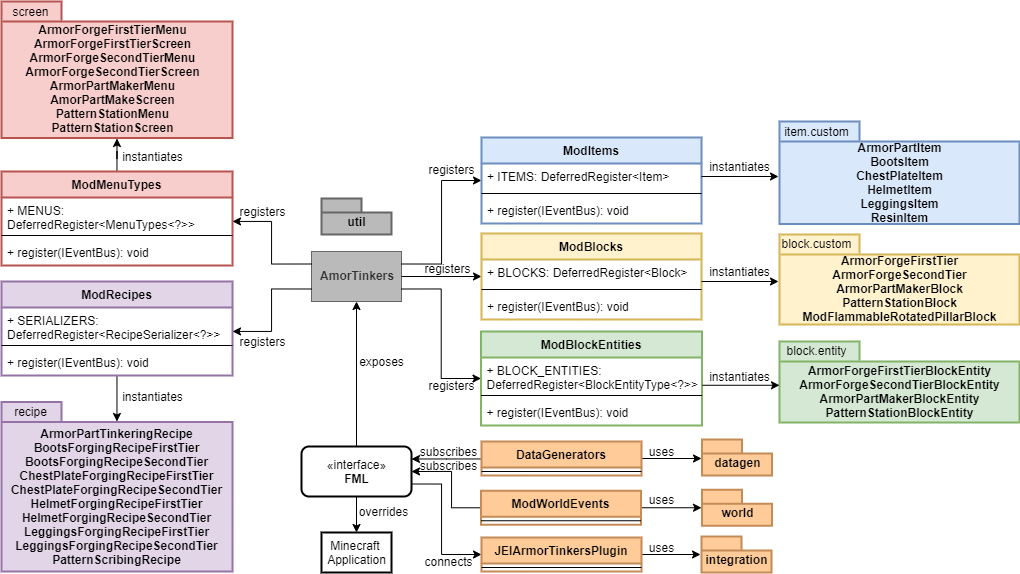 screen
ArmorForgeFirstTierMenu
ArmorForgeFirstTierScreen
ArmorForgeSecondTierMenu
ArmorForgeSecondTierScreen
ArmorPartMakerMenu
AmorPartMakeScreen
PatternStationMenu
PatternStationScreen
instantiates
ModMenuTypes
+ MENUS:
DeferredRegister<MenuTypes<?>>
+ register(IEventBus): void
registers
ModRecipes
+ SERIALIZERS:
DeferredRegister<RecipeSerializer<?>>
+ register(IEventBus): void
registers
instantiates
recipe
ArmorPartTinkeringRecipe
BootsForgingRecipeFirstTier
BootsForgingRecipeSecondTier
ChestPlateForgingRecipeFirstTier
ChestPlateForgingRecipeSecondTier
HelmetForgingRecipeFirstTier
HelmetForgingRecipeSecondTier
LeggingsForgingRecipeFirstTier
LeggingsForgingRecipeSecondTier
PatternScribingRecipe
util
AmorTinkers
exposes
«interface»
FML
overrides
Minecraft
Application
registers
ModItems
+ ITEMS: DeferredRegister<Item>
+ register(IEventBus): void
instantiates
item.custom
ArmorPartItem
BootsItem
ChestPlateItem
HelmetItem
LeggingsItem
ResinItem
registers
ModBlocks
+ BLOCKS: DeferredRegister<Block>
+ register(IEventBus): void
instantiates
block.custom
ArmorForgeFirstTier
ArmorForgeSecondTier
ArmorPartMakerBlock
PatternStationBlock
ModFlammableRotatedPillarBlock
registers
ModBlockEntities
+ BLOCK_ENTITIES:
DeferredRegister<BlockEntityType<?>>
+ register(IEventBus): void
instantiates
block.entity
ArmorForgeFirstTierBlockEntity
ArmorForgeSecondTierBlockEntity
ArmorPartMakerBlockEntity
PatternStationBlockEntity
subscribes
DataGenerators
uses
datagen
subscribes
ModWorldEvents
uses
world
connects
JEIArmorTinkersPlugin
uses
integration